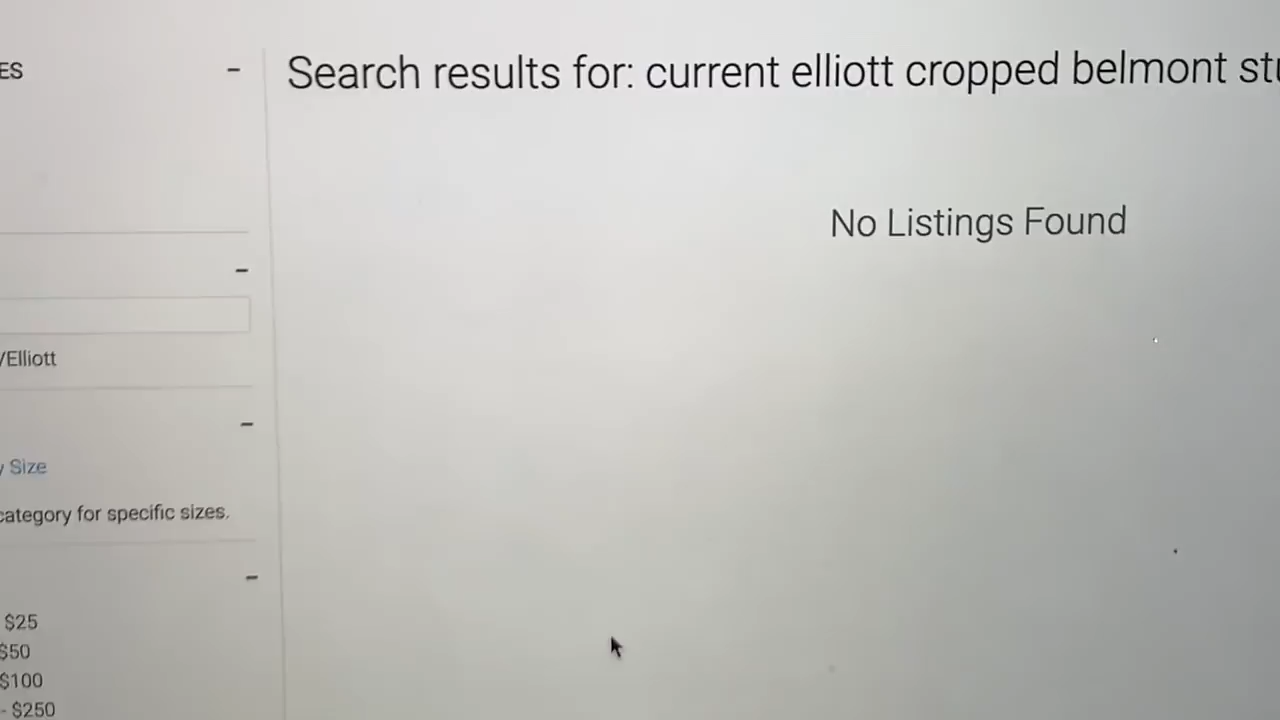 ES
Search results for: current elliott cropped belmont
No Listings Found
/Elliott
Size
category for specific sizes.
$25
$50
$100
- $250